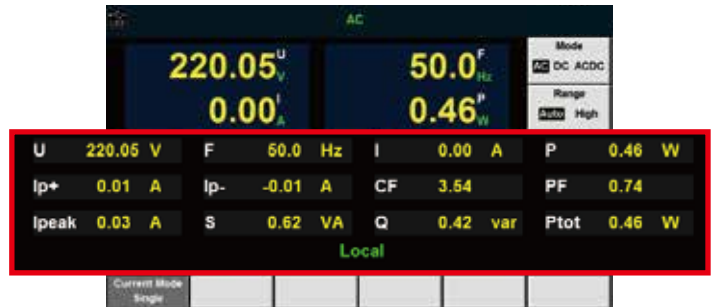 AC
220.05 U V 50.0 F Hz
Mode
AC DC ACDC
0.00 I A 0.46 P W
Range
Auto High
U 220.05 V F 50.0 Hz I 0.00 A P 0.46 W
Ip+ 0.01 A Ip- -0.01 A CF 3.54 PF 0.74
Ipeak 0.03 A S 0.62 VA Q 0.42 var Ptot 0.46 W
Local
Current Mode
Single